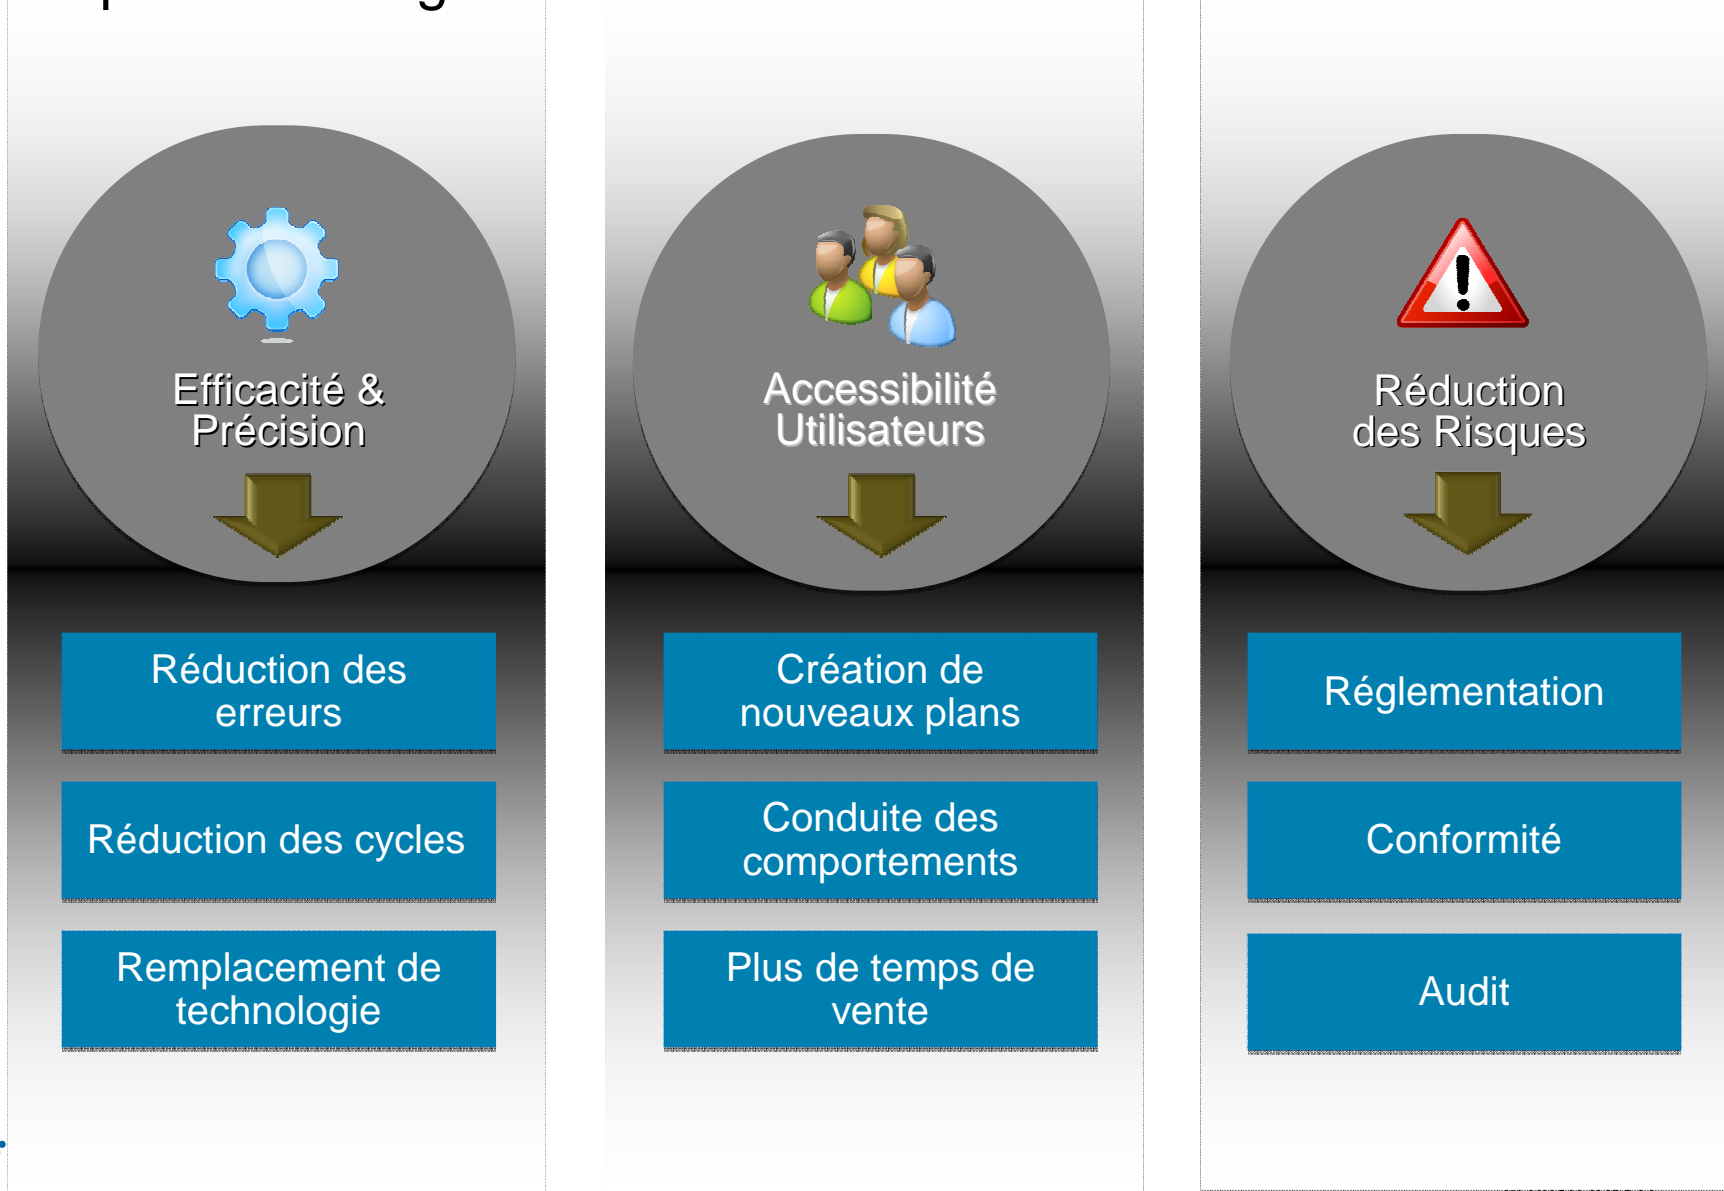 Efficacité &
Précision
Réduction des
erreurs
Réduction des cycles
Remplacement de
technologie
Accessibilité
Utilisateurs
Création de
nouveaux plans
Conduite des
comportements
Plus de temps de
vente
Réduction
des Risques
Réglementation
Conformité
Audit